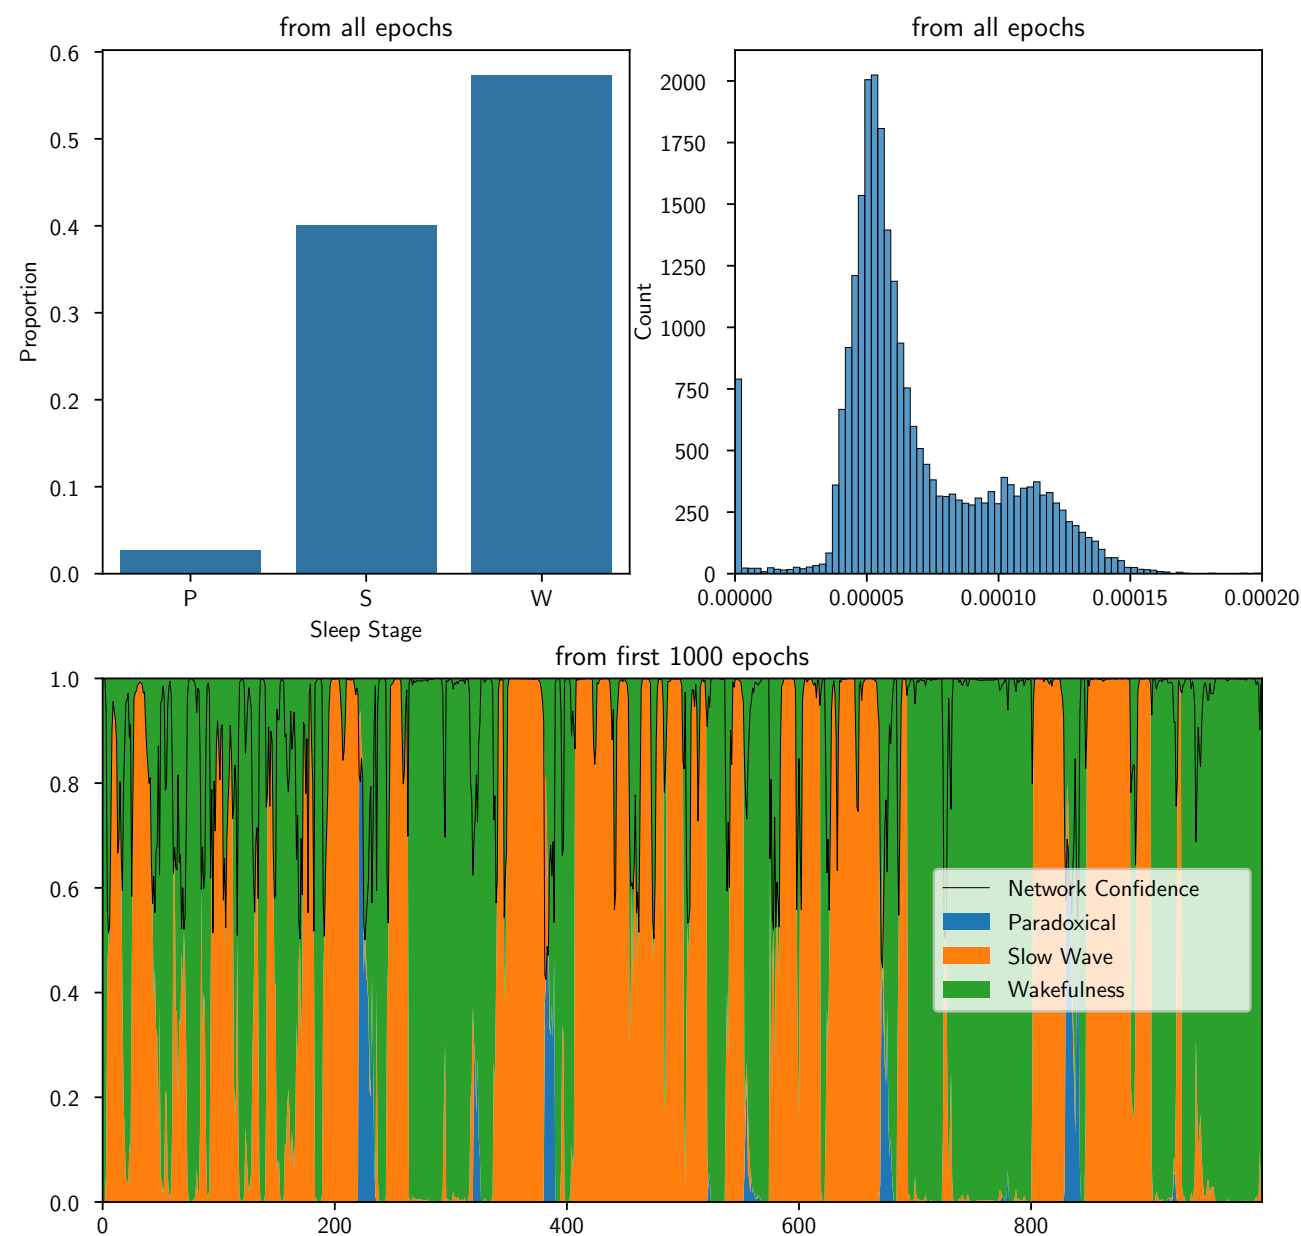 from all epochs
0.6
0.5
0.4
0.3
0.2
0.1
0.0
Proportion
P S W
Sleep Stage
from all epochs
2000
1750
1500
1250
1000
750
500
250
0
Count
0.00000 0.00005 0.00010 0.00015 0.00020
from first 1000 epochs
1.0
0.8
0.6
0.4
0.2
0.0
0 200 400 600 800
Network Confidence
Paradoxical
Slow Wave
Wakefulness